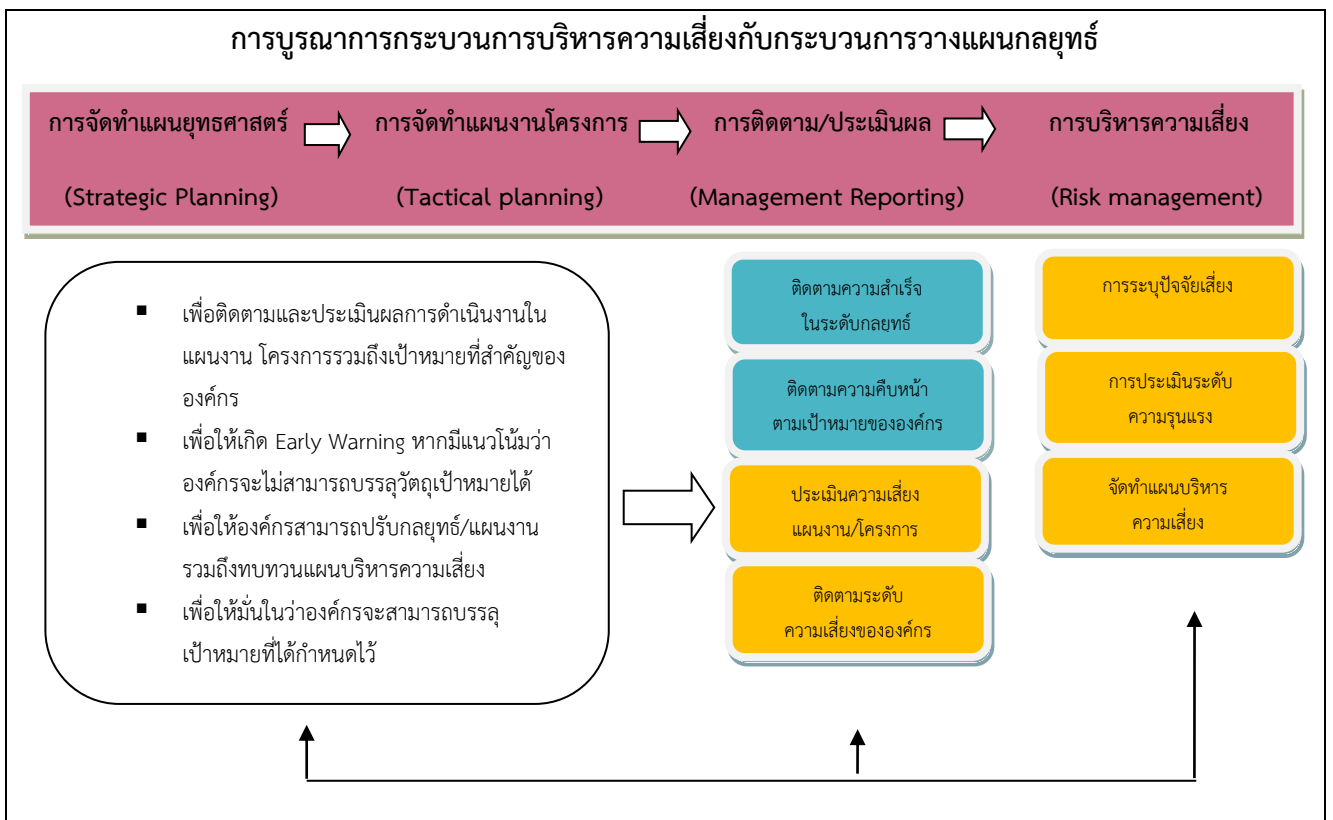 การบูรณาการกระบวนการบริหารความเสี่ยงกับกระบวนการวางแผนกลยุทธ์
การจัดทำแผนยุทธศาสตร์
(Strategic Planning)
การจัดทำแผนงานโครงการ
(Tactical planning)
การติดตาม/ประเมินผล
(Management Reporting)
การบริหารความเสี่ยง
(Risk management)
▪ เพื่อติดตามและประเมินผลการดำเนินงานใน
แผนงาน โครงการรวมถึงเป้าหมายที่สำคัญของ
องค์กร
▪ เพื่อให้เกิด Early Warning หากมีแนวโน้มว่า
องค์กรจะไม่สามารถบรรลุวัตถุเป้าหมายได้
▪ เพื่อให้องค์กรสามารถปรับกลยุทธ์/แผนงาน
รวมถึงทบทวนแผนบริหารความเสี่ยง
▪ เพื่อให้มั่นในว่าองค์กรจะสามารถบรรลุ
เป้าหมายที่ได้กำหนดไว้
ติดตามความสำเร็จ
ในระดับกลยุทธ์
ติดตามความคืบหน้า
ตามเป้าหมายขององค์กร
ประเมินความเสี่ยง
แผนงาน/โครงการ
ติดตามระดับ
ความเสี่ยงขององค์กร
การระบุปัจจัยเสี่ยง
การประเมินระดับ
ความรุนแรง
จัดทำแผนบริหาร
ความเสี่ยง